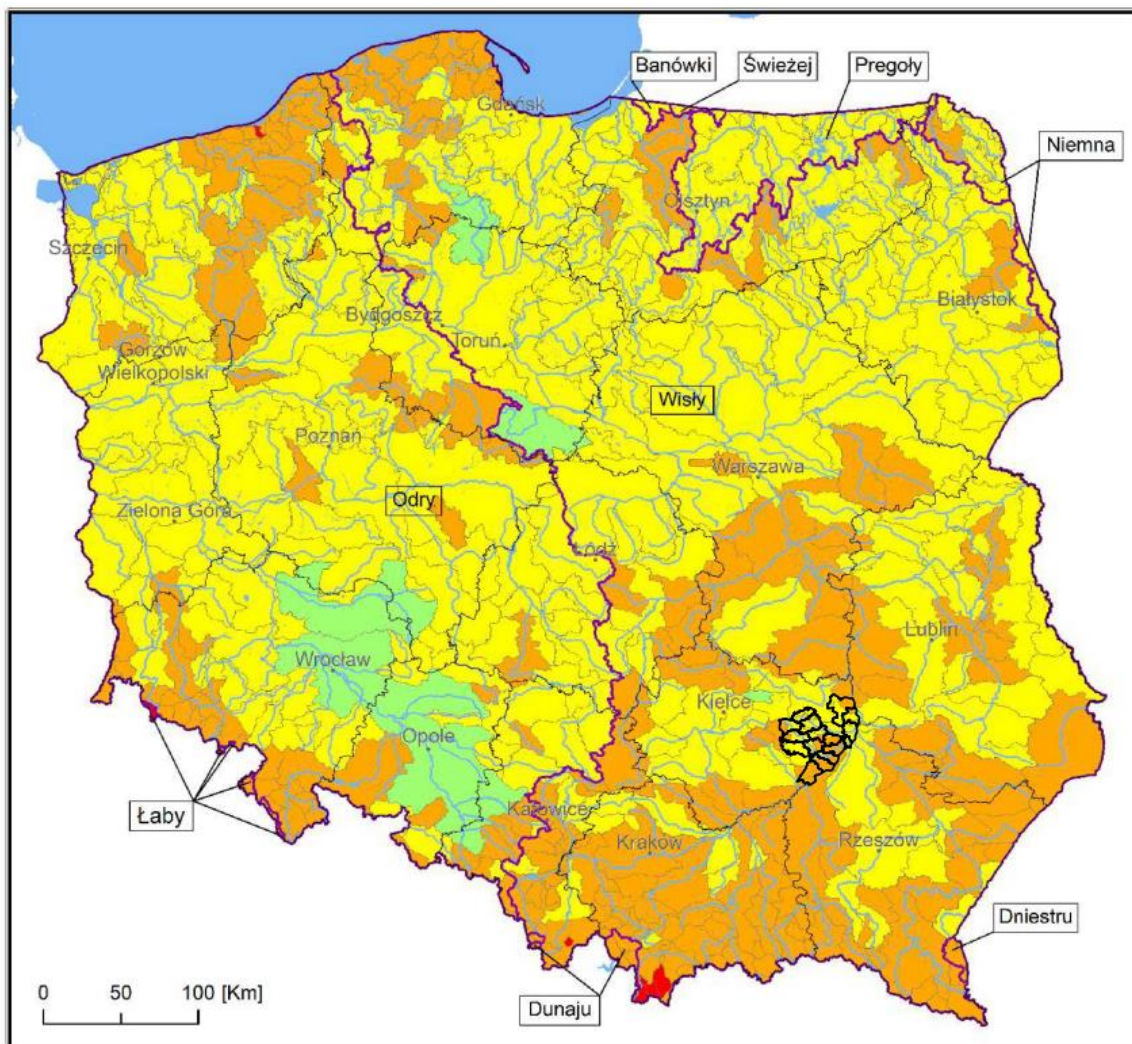 Banówki
Świeżej
Pregoły
Gdańsk
Niemna
Olsztyn
Szczecin
Białystok
Bydgoszcz
Gorzów
Wielkopolski
Toruń
Wisły
Poznań
Warszawa
Odry
Zielona Góra
Łódź
Lublin
Wrocław
Kielce
Opole
Łaby
Katowice
Kraków
Rzeszów
Dniestru
0 50 100 [Km]
Dunaju